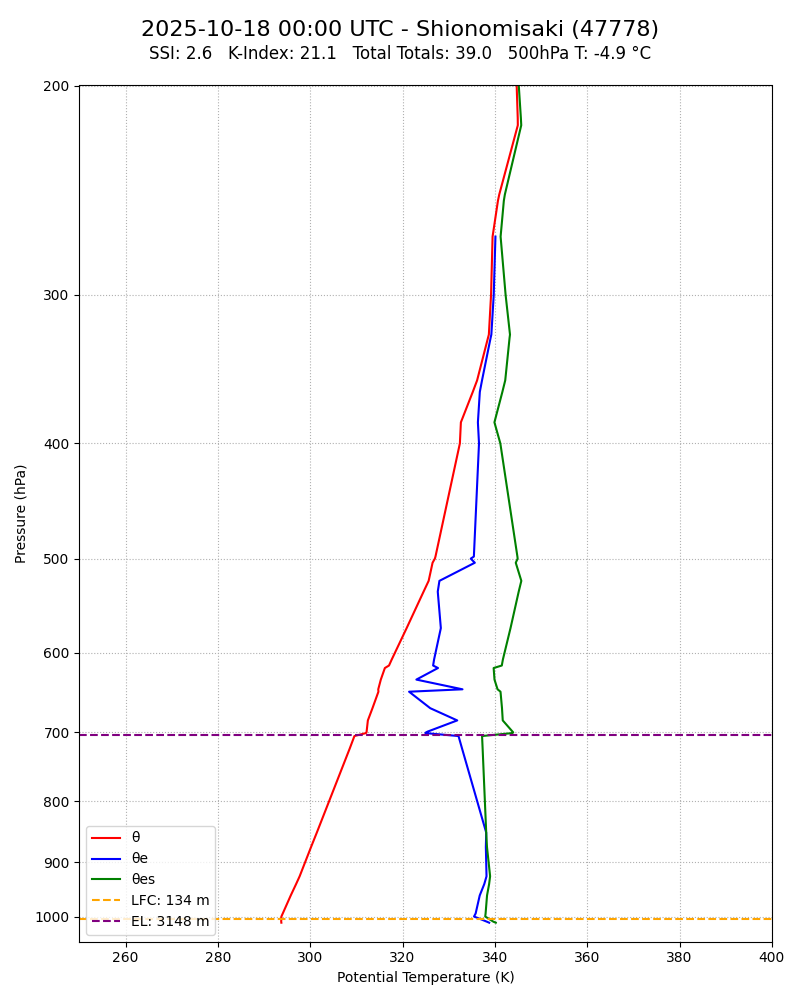 2025-10-18 00:00 UTC - Shionomisaki (47778)
SSI: 2.6   K-Index: 21.1   Total Totals: 39.0   500hPa T: -4.9 °C
200
300
400
500
600
700
800
900
1000
Pressure (hPa)
θ
θe
θes
LFC: 134 m
EL: 3148 m
260
280
300
320
340
360
380
400
Potential Temperature (K)